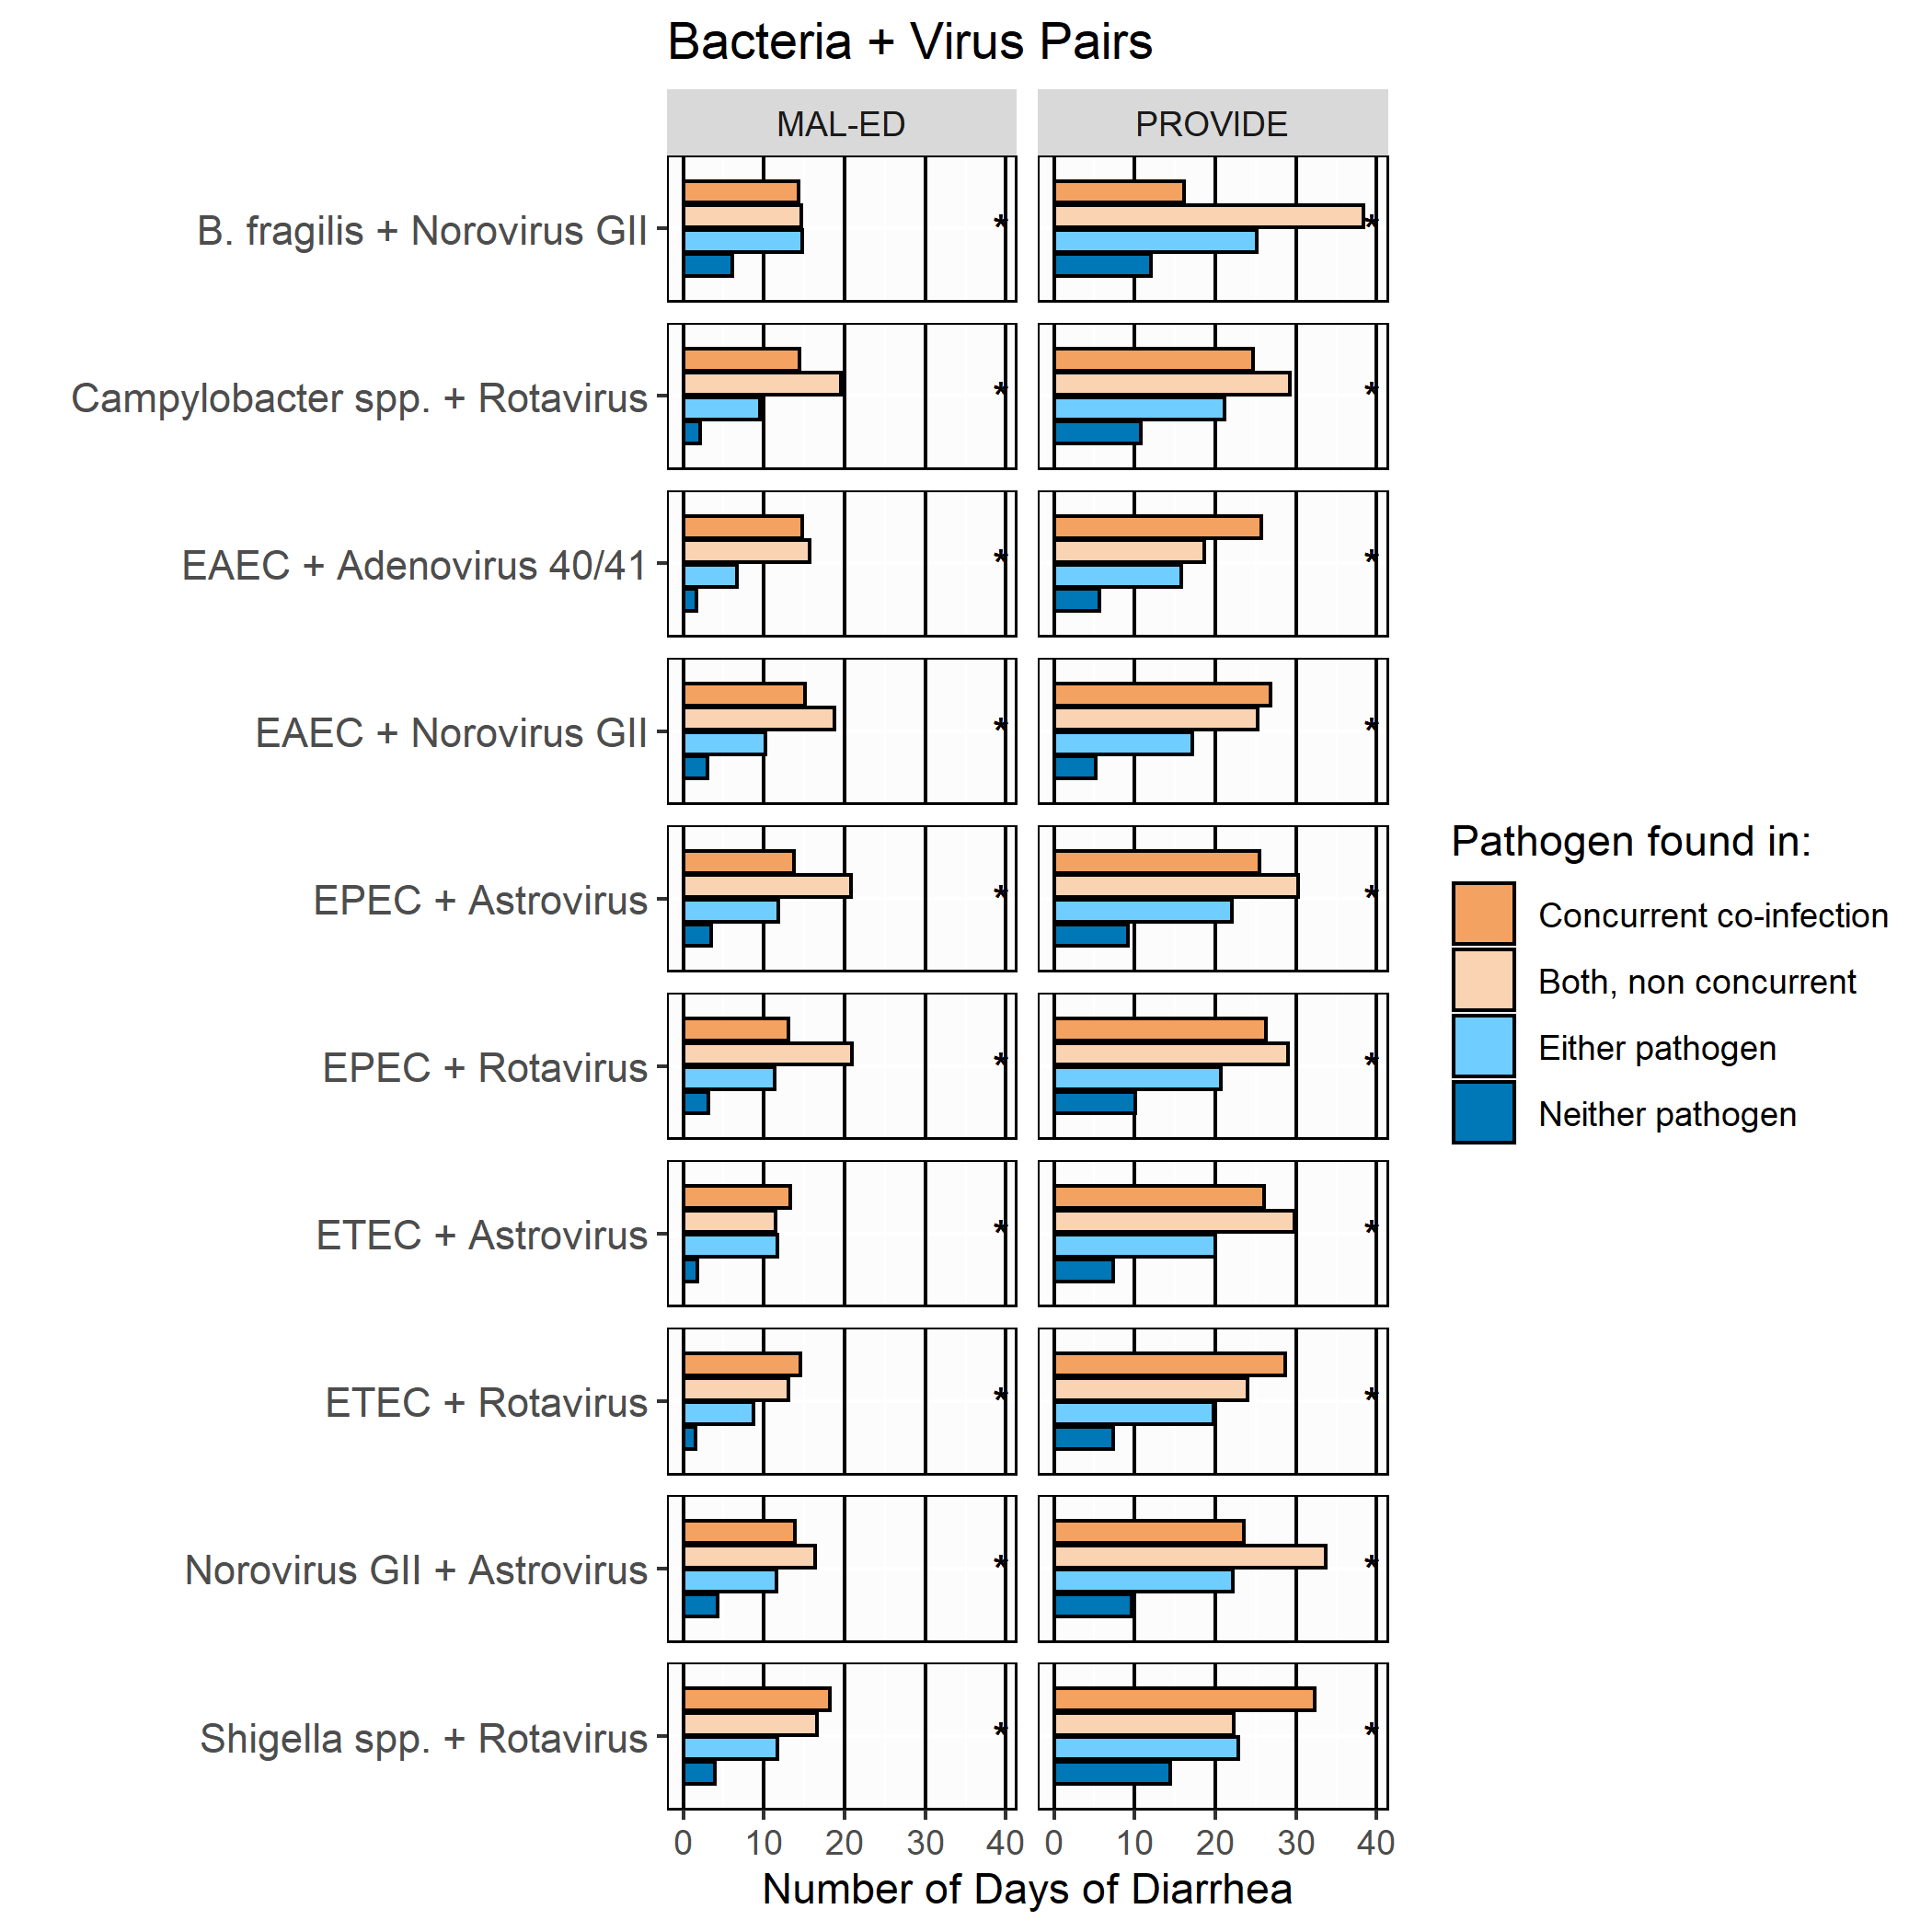 Bacteria + Virus Pairs
MAL-ED
PROVIDE
B. fragilis + Norovirus GII
*
*
Campylobacter spp. + Rotavirus
*
*
EAEC + Adenovirus 40/41
*
*
EAEC + Norovirus GII
*
*
EPEC + Astrovirus
*
*
EPEC + Rotavirus
*
*
ETEC + Astrovirus
*
*
ETEC + Rotavirus
*
*
Norovirus GII + Astrovirus
*
*
Shigella spp. + Rotavirus
*
*
0 10 20 30 40
0 10 20 30 40
Number of Days of Diarrhea
Pathogen found in:
Concurrent co-infection
Both, non concurrent
Either pathogen
Neither pathogen